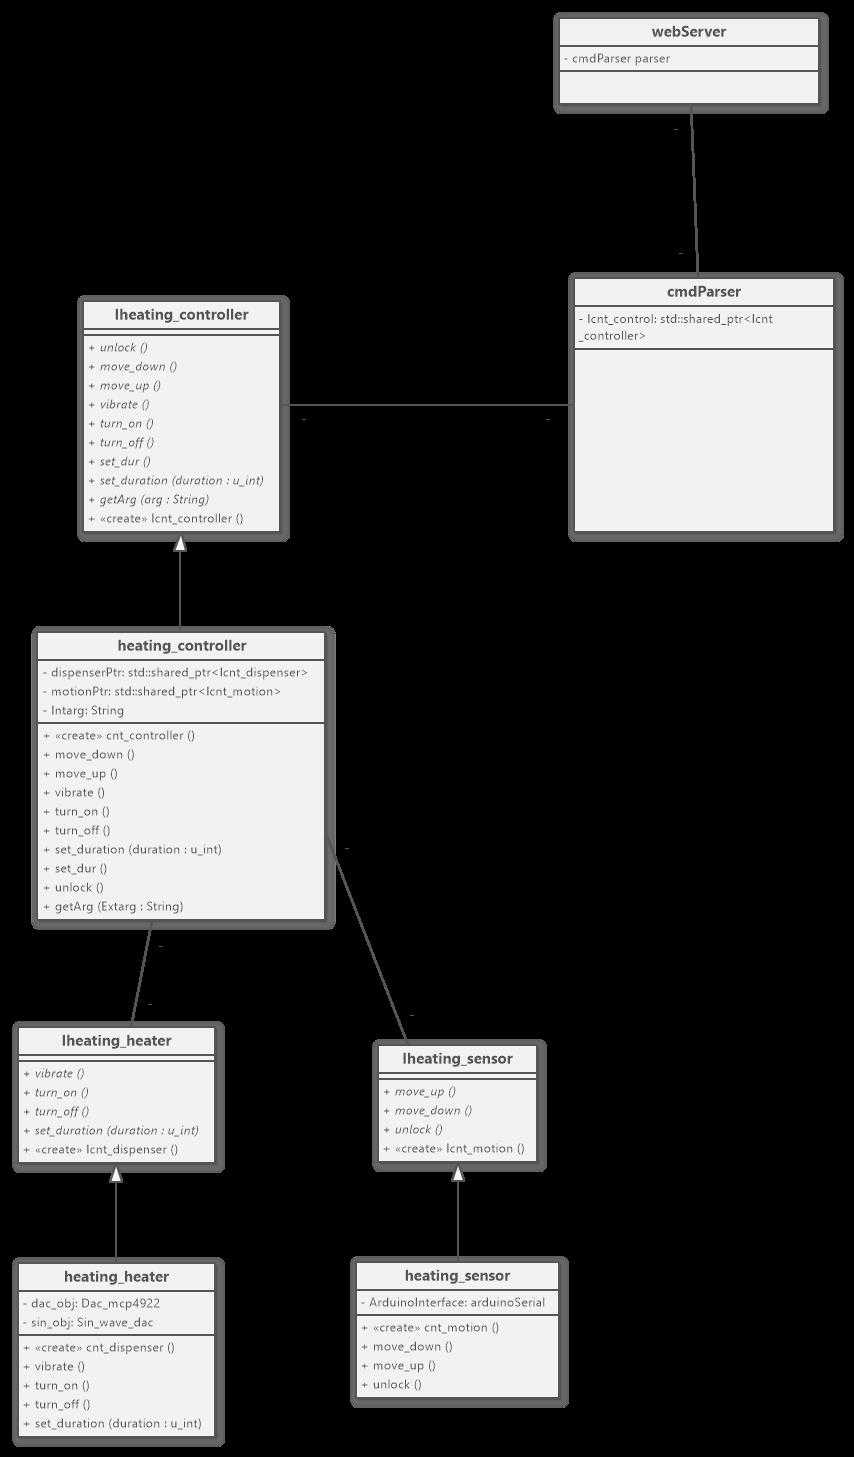 webServer
- cmdParser parser
cmdParser
- Icnt_control: std::shared_ptr<Icnt
_controller>
Iheating_controller
+ unlock ()
+ move_down ()
+ move_up ()
+ vibrate ()
+ turn_on ()
+ turn_off ()
+ set_dur ()
+ set_duration (duration : u_int)
+ getArg (arg : String)
+ «create» Icnt_controller ()
heating_controller
- dispenserPtr: std::shared_ptr<Icnt_dispenser>
- motionPtr: std::shared_ptr<Icnt_motion>
- Intarg: String
+ «create» cnt_controller ()
+ move_down ()
+ move_up ()
+ vibrate ()
+ turn_on ()
+ turn_off ()
+ set_duration (duration : u_int)
+ set_dur ()
+ unlock ()
+ getArg (Extarg : String)
Iheating_heater
+ vibrate ()
+ turn_on ()
+ turn_off ()
+ set_duration (duration : u_int)
+ «create» Icnt_dispenser ()
Iheating_sensor
+ move_up ()
+ move_down ()
+ unlock ()
+ «create» Icnt_motion ()
heating_heater
- dac_obj: Dac_mcp4922
- sin_obj: Sin_wave_dac
+ «create» cnt_dispenser ()
+ vibrate ()
+ turn_on ()
+ turn_off ()
+ set_duration (duration : u_int)
heating_sensor
- ArduinoInterface: arduinoSerial
+ «create» cnt_motion ()
+ move_down ()
+ move_up ()
+ unlock ()